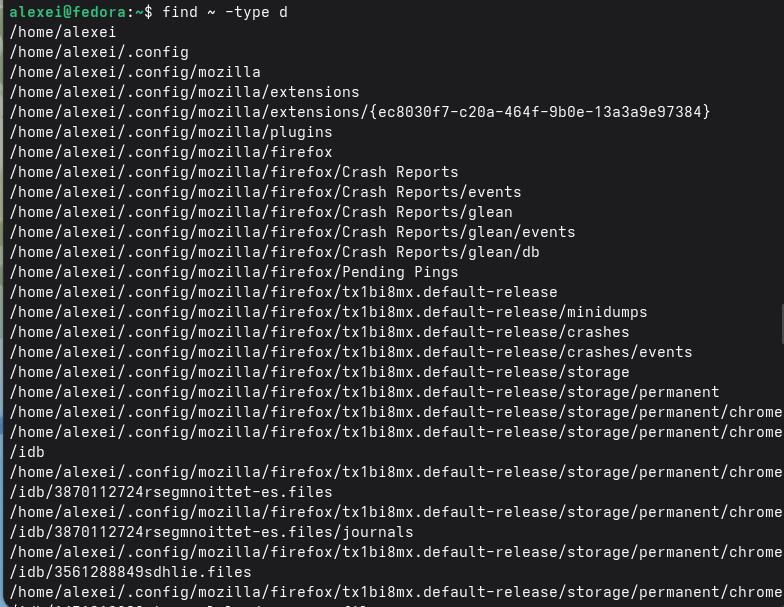 alexei@fedora:~$ find ~ -type d
/home/alexei
/home/alexei/.config
/home/alexei/.config/mozilla
/home/alexei/.config/mozilla/extensions
/home/alexei/.config/mozilla/extensions/{ec8030f7-c20a-464f-9b0e-13a3a9e97384}
/home/alexei/.config/mozilla/plugins
/home/alexei/.config/mozilla/firefox
/home/alexei/.config/mozilla/firefox/Crash Reports
/home/alexei/.config/mozilla/firefox/Crash Reports/events
/home/alexei/.config/mozilla/firefox/Crash Reports/glean
/home/alexei/.config/mozilla/firefox/Crash Reports/glean/events
/home/alexei/.config/mozilla/firefox/Crash Reports/glean/db
/home/alexei/.config/mozilla/firefox/Pending Pings
/home/alexei/.config/mozilla/firefox/tx1bi8mx.default-release
/home/alexei/.config/mozilla/firefox/tx1bi8mx.default-release/minidumps
/home/alexei/.config/mozilla/firefox/tx1bi8mx.default-release/crashes
/home/alexei/.config/mozilla/firefox/tx1bi8mx.default-release/crashes/events
/home/alexei/.config/mozilla/firefox/tx1bi8mx.default-release/storage
/home/alexei/.config/mozilla/firefox/tx1bi8mx.default-release/storage/permanent
/home/alexei/.config/mozilla/firefox/tx1bi8mx.default-release/storage/permanent/chrome
/home/alexei/.config/mozilla/firefox/tx1bi8mx.default-release/storage/permanent/chrome
/idb
/home/alexei/.config/mozilla/firefox/tx1bi8mx.default-release/storage/permanent/chrome
/idb/3870112724rsegmnoittet-es.files
/home/alexei/.config/mozilla/firefox/tx1bi8mx.default-release/storage/permanent/chrome
/idb/3870112724rsegmnoittet-es.files/journals
/home/alexei/.config/mozilla/firefox/tx1bi8mx.default-release/storage/permanent/chrome
/idb/3561288849sdhlie.files
/home/alexei/.config/mozilla/firefox/tx1bi8mx.default-release/storage/permanent/chrome